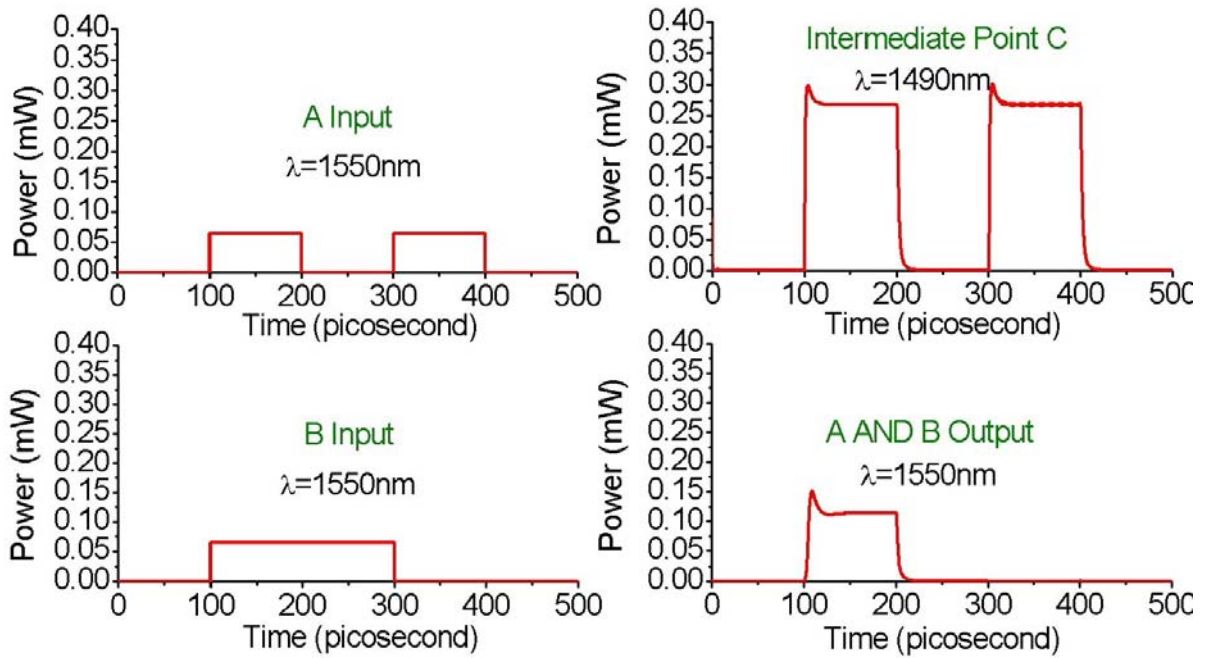 0.40
0.35
0.30
0.25
0.20
0.15
0.10
0.05
0.00
Power (mW)
A Input
λ=1550nm
0 100 200 300 400 500
Time (picosecond)
0.40
0.35
0.30
0.25
0.20
0.15
0.10
0.05
0.00
Power (mW)
Intermediate Point C
λ=1490nm
0 100 200 300 400 500
Time (picosecond)
0.40
0.35
0.30
0.25
0.20
0.15
0.10
0.05
0.00
Power (mW)
B Input
λ=1550nm
0 100 200 300 400 500
Time (picosecond)
0.40
0.35
0.30
0.25
0.20
0.15
0.10
0.05
0.00
Power (mW)
A AND B Output
λ=1550nm
0 100 200 300 400 500
Time (picosecond)